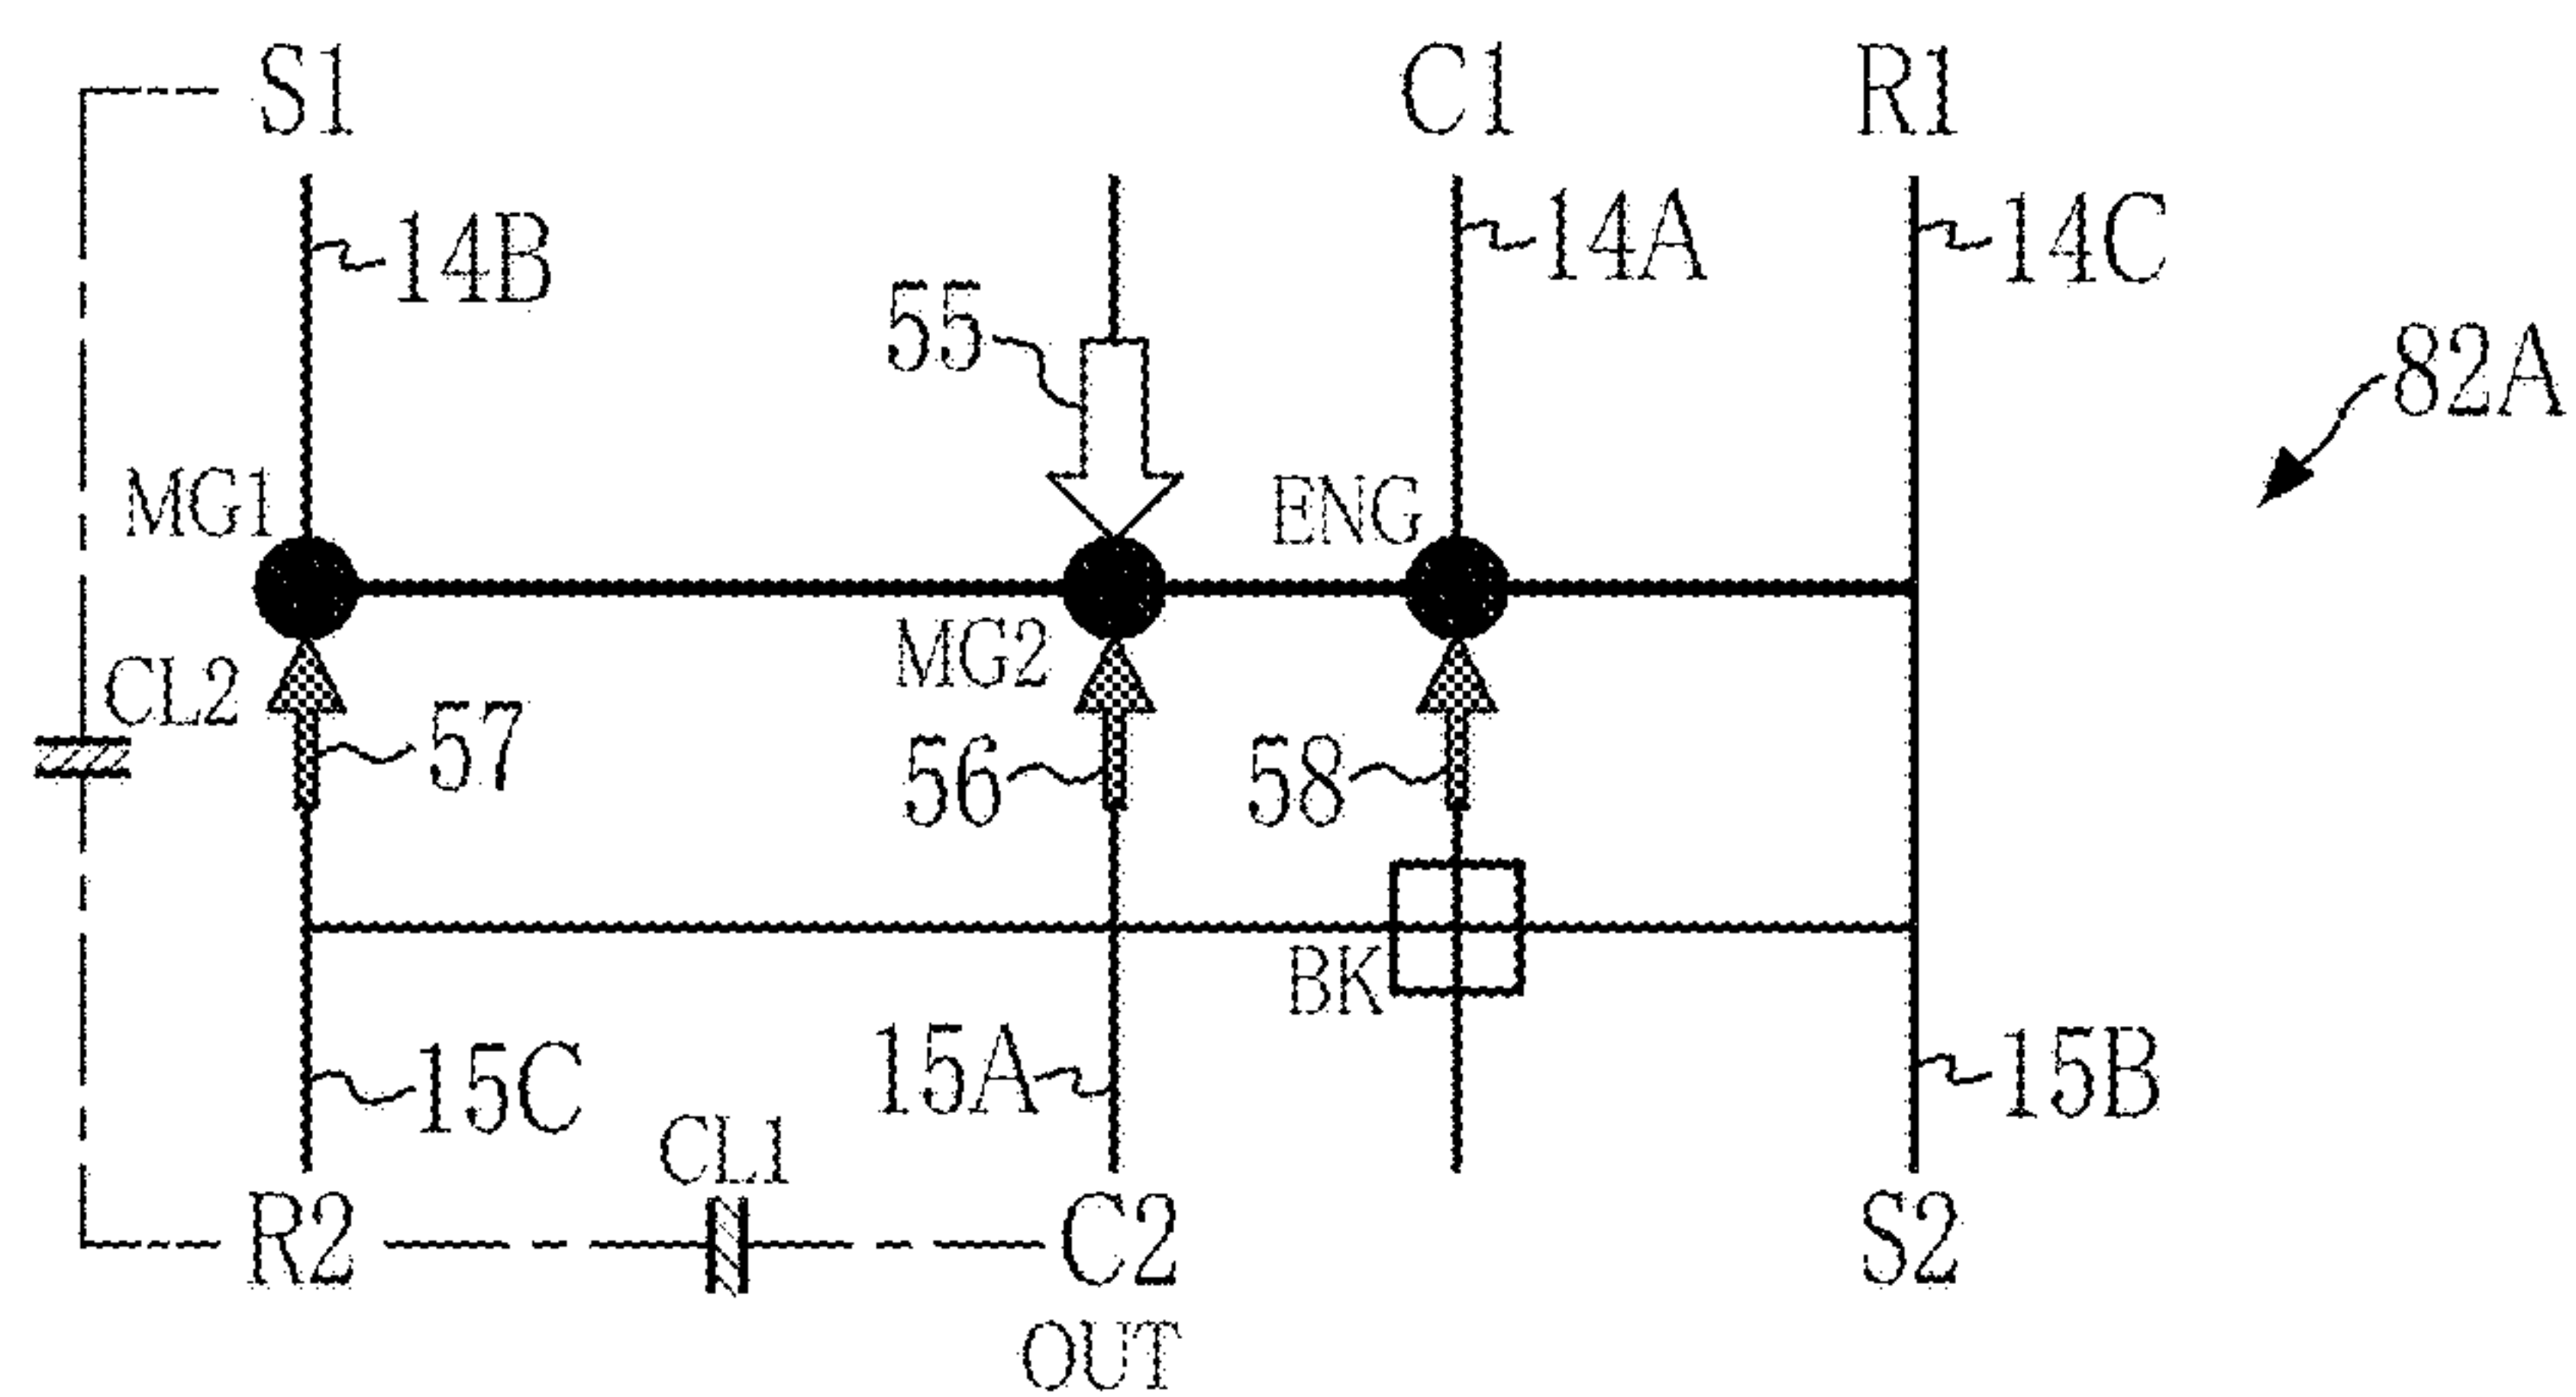 S1 C1 R1
14B 14A 14C
55 82A
MG1 ENG
MG2
CL2 57 56 58
BK
15C 15A 15B
CL1
R2 C2 S2
OUT